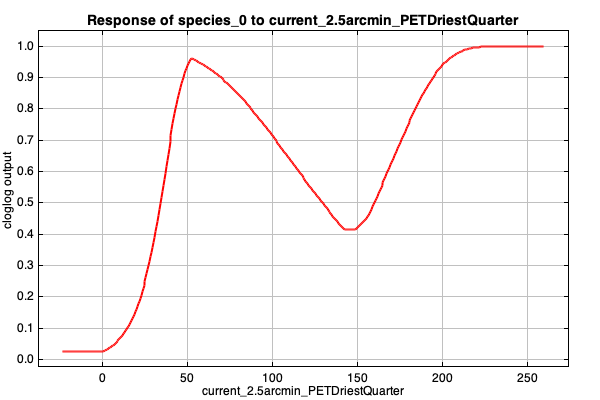 Response of species_0 to current_2.5arcmin_PETDriestQuarter
cloglog output
1.0
0.9
0.8
0.7
0.6
0.5
0.4
0.3
0.2
0.1
0.0
0 50 100 150 200 250
current_2.5arcmin_PETDriestQuarter